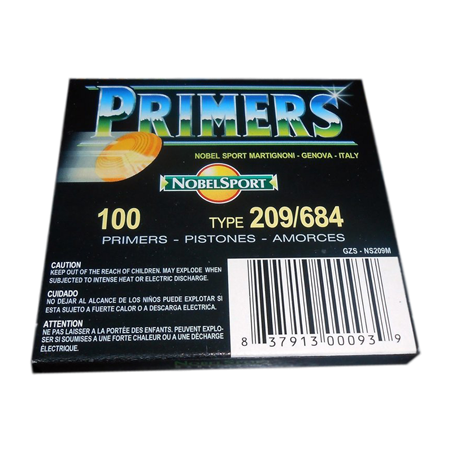 PRIMERS
NOBEL SPORT MARTIGNONI - GENOVA - ITALY
NOBELSPORT
100 TYPE 209/684
PRIMERS - PISTONES - AMORCES
GZS - NS209M
CAUTION
KEEP OUT OF THE REACH OF CHILDREN. MAY EXPLODE WHEN
SUBJECTED TO INTENSE HEAT OR ELECTRIC DISCHARGE.
CUIDADO
NO DEJAR AL ALCANCE DE LOS NIÑOS PUEDE EXPLOTAR SI
ESTA SUJETO A FUERTE CALOR O A DESCARGA ELECTRICA.
ATTENTION
NE PAS LAISSER A LA PORTÉE DES ENFANTS. PEUVENT EXPLO-
SER SI SOUMISES A UNE FORTE CHALEUR OU A UNE DÉCHARGE
ÉLECTRIQUE.
8 37913 00093 9